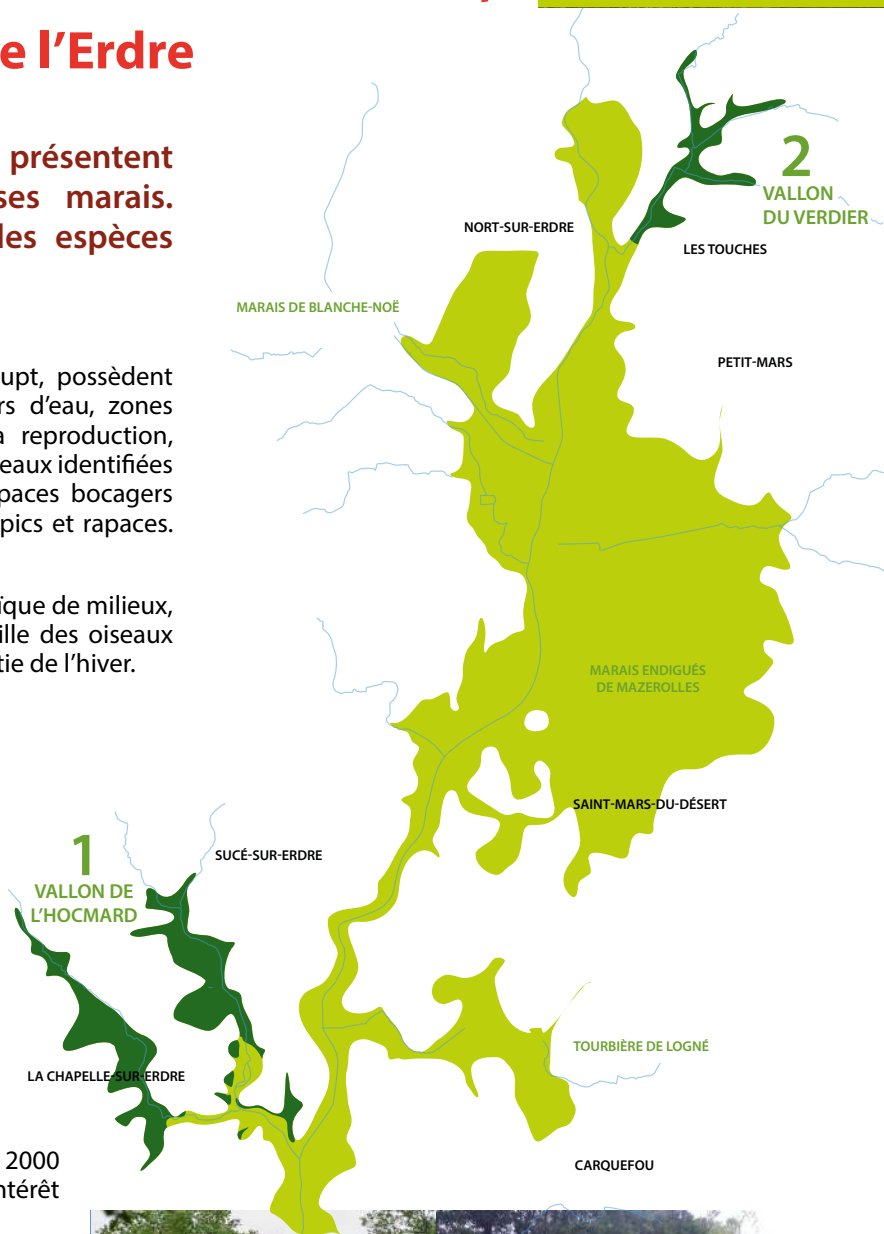 e l'Erdre
présentent
ses marais.
les espèces
upt, possèdent
rs d'eau, zones
a reproduction,
eaux identifiées
paces bocagers
pics et rapaces.
ïque de milieux,
ille des oiseaux
tie de l'hiver.
2
VALLON
DU VERDIER
NORT-SUR-ERDRE
LES TOUCHES
MARAIS DE BLANCHE-NOË
PETIT-MARS
MARAIS ENDIGUÉS
DE MAZEROLLES
SAINT-MARS-DU-DÉSERT
SUCÉ-SUR-ERDRE
1
VALLON DE
L'HOCMARD
TOURBIÈRE DE LOGNÉ
LA CHAPELLE-SUR-ERDRE
CARQUEFOU
2000
ntérêt